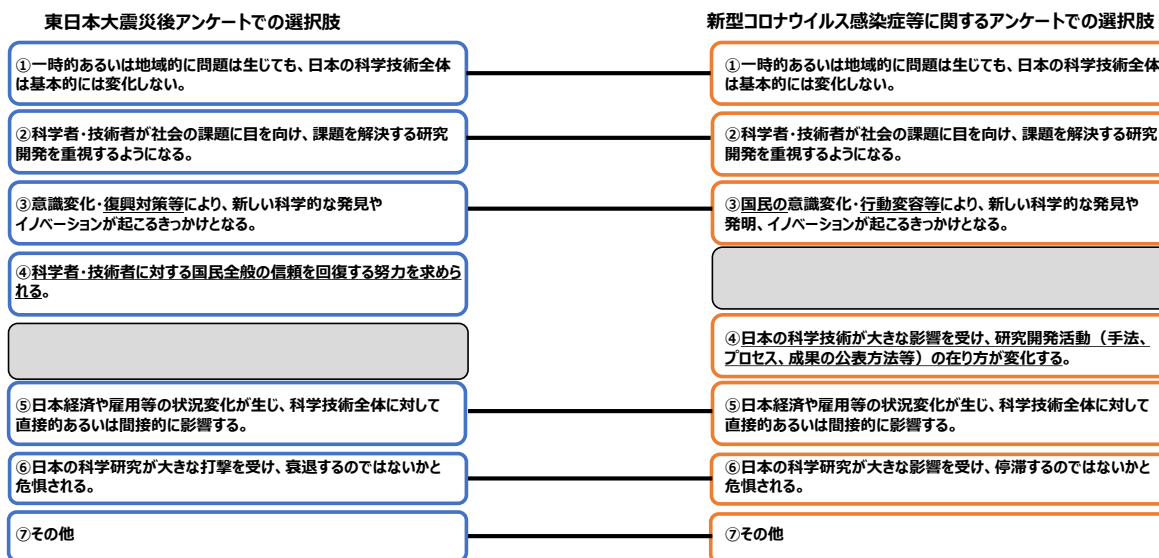 東日本大震災後アンケートでの選択肢
①一時的あるいは地域的に問題は生じても、日本の科学技術全体
は基本的には変化しない。
②科学者・技術者が社会の課題に目を向け、課題を解決する研究
開発を重視するようになる。
③意識変化・復興対策等により、新しい科学的な発見や
イノベーションが起こるきっかけとなる。
④科学者・技術者に対する国民全般の信頼を回復する努力を求めら
れる。
⑤日本経済や雇用等の状況変化が生じ、科学技術全体に対して
直接的あるいは間接的に影響する。
⑥日本の科学研究が大きな打撃を受け、衰退するのではないかと
危惧される。
⑦その他
新型コロナウイルス感染症等に関するアンケートでの選択肢
①一時的あるいは地域的に問題は生じても、日本の科学技術全体
は基本的には変化しない。
②科学者・技術者が社会の課題に目を向け、課題を解決する研究
開発を重視するようになる。
③国民の意識変化・行動変容等により、新しい科学的な発見や
発明、イノベーションが起こるきっかけとなる。
④日本の科学技術が大きな影響を受け、研究開発活動（手法、
プロセス、成果の公表方法等）の在り方が変化する。
⑤日本経済や雇用等の状況変化が生じ、科学技術全体に対して
直接的あるいは間接的に影響する。
⑥日本の科学研究が大きな影響を受け、停滞するのではないかと
危惧される。
⑦その他